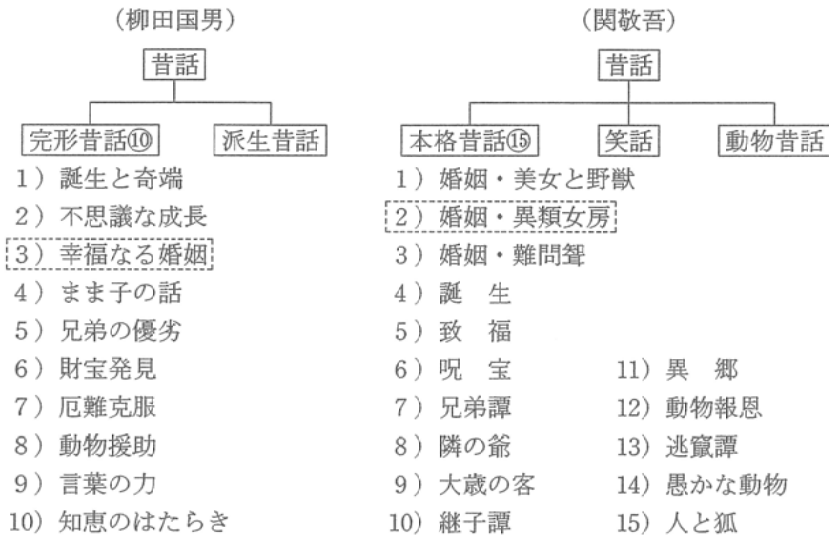 (柳田国男)
昔話
完形昔話⑩
派生昔話
1) 誕生と奇端
2) 不思議な成長
3) 幸福なる婚姻
4) まま子の話
5) 兄弟の優劣
6) 財宝発見
7) 厄難克服
8) 動物援助
9) 言葉の力
10) 知恵のはたらき
(関敬吾)
昔話
本格昔話⑮
笑話
動物昔話
1) 婚姻・美女と野獣
2) 婚姻・異類女房
3) 婚姻・難問聟
4) 誕 生
5) 致 福
6) 呪 宝
7) 兄弟譚
8) 隣の爺
9) 大歳の客
10) 継子譚
11) 異 郷
12) 動物報恩
13) 逃竄譚
14) 愚かな動物
15) 人と狐